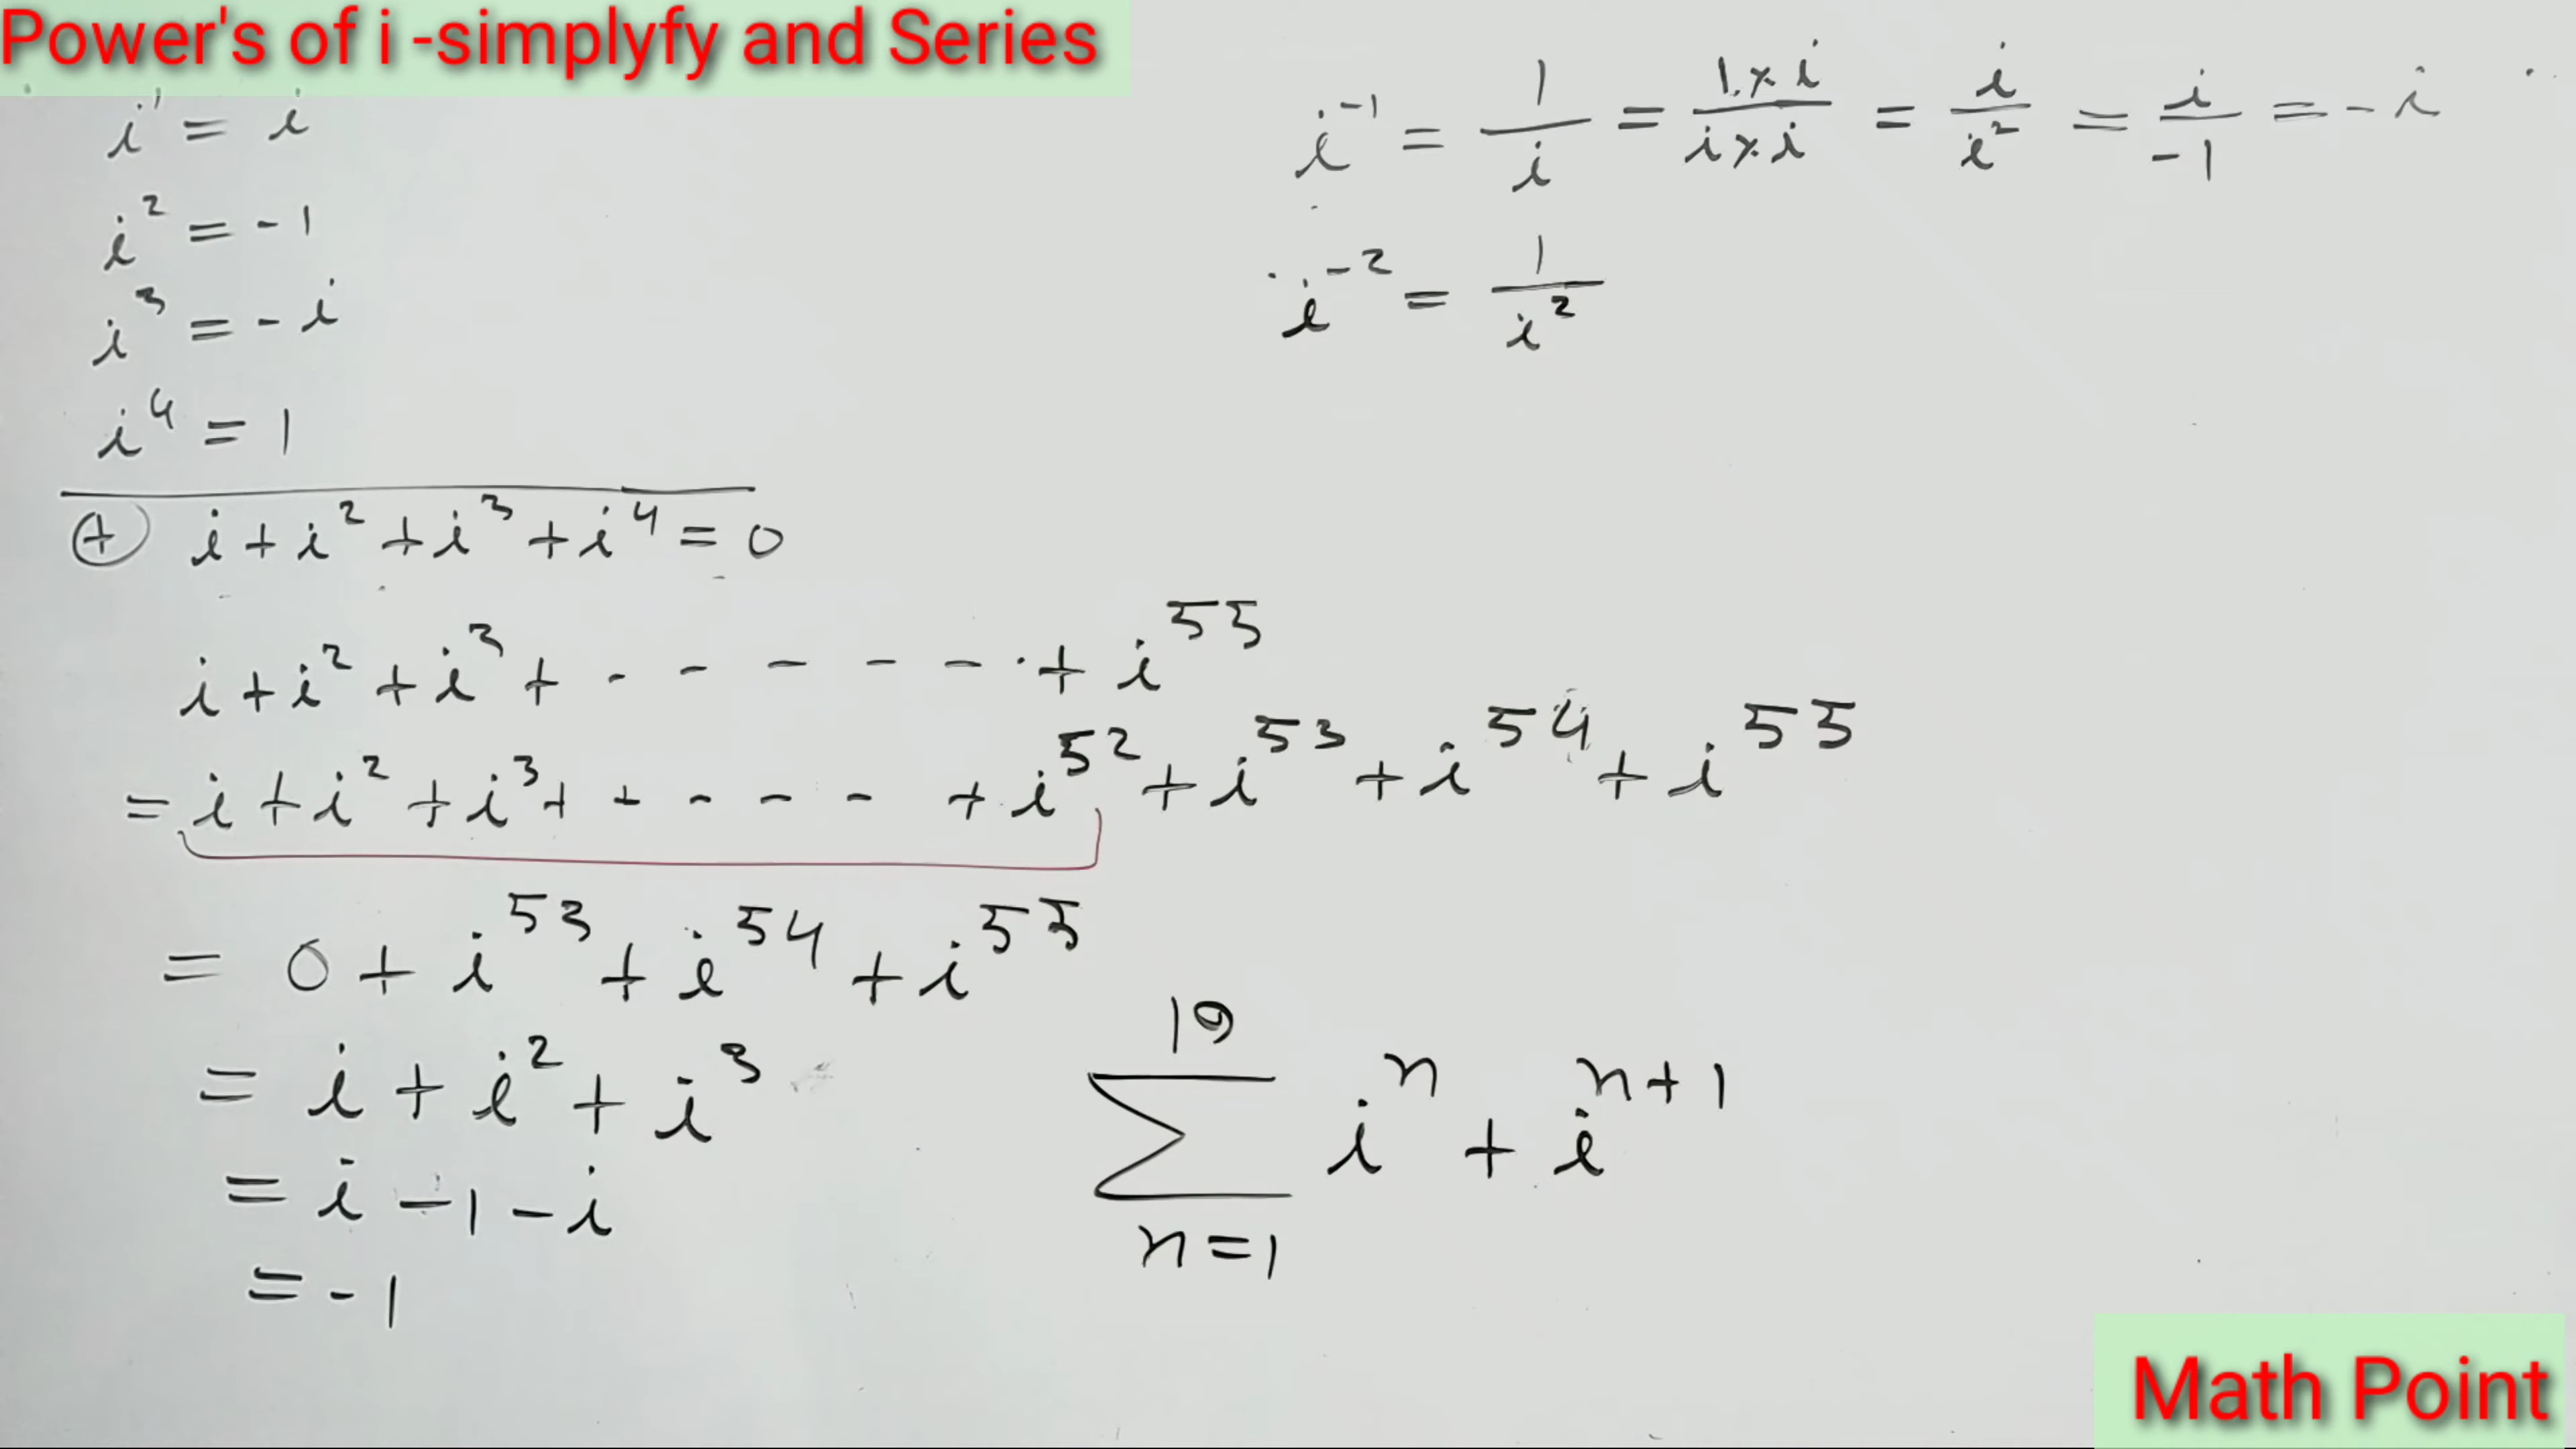 Power's of i -simplyfy and Series
i¹ = i
i² = -1
i³ = -i
i⁴ = 1
(+) i + i² + i³ + i⁴ = 0
i + i² + i³ + - - - - - + i⁵⁵
= i + i² + i³ + - - - - + i⁵² + i⁵³ + i⁵⁴ + i⁵⁵
= 0 + i⁵³ + i⁵⁴ + i⁵⁵
= i + i² + i³
= i - 1 - i
= -1
i⁻¹ = 1/i = 1×i/i×i = i/i² = i/-1 = -i
i⁻² = 1/i²
19
∑ iⁿ + iⁿ⁺¹
n=1
Math Point